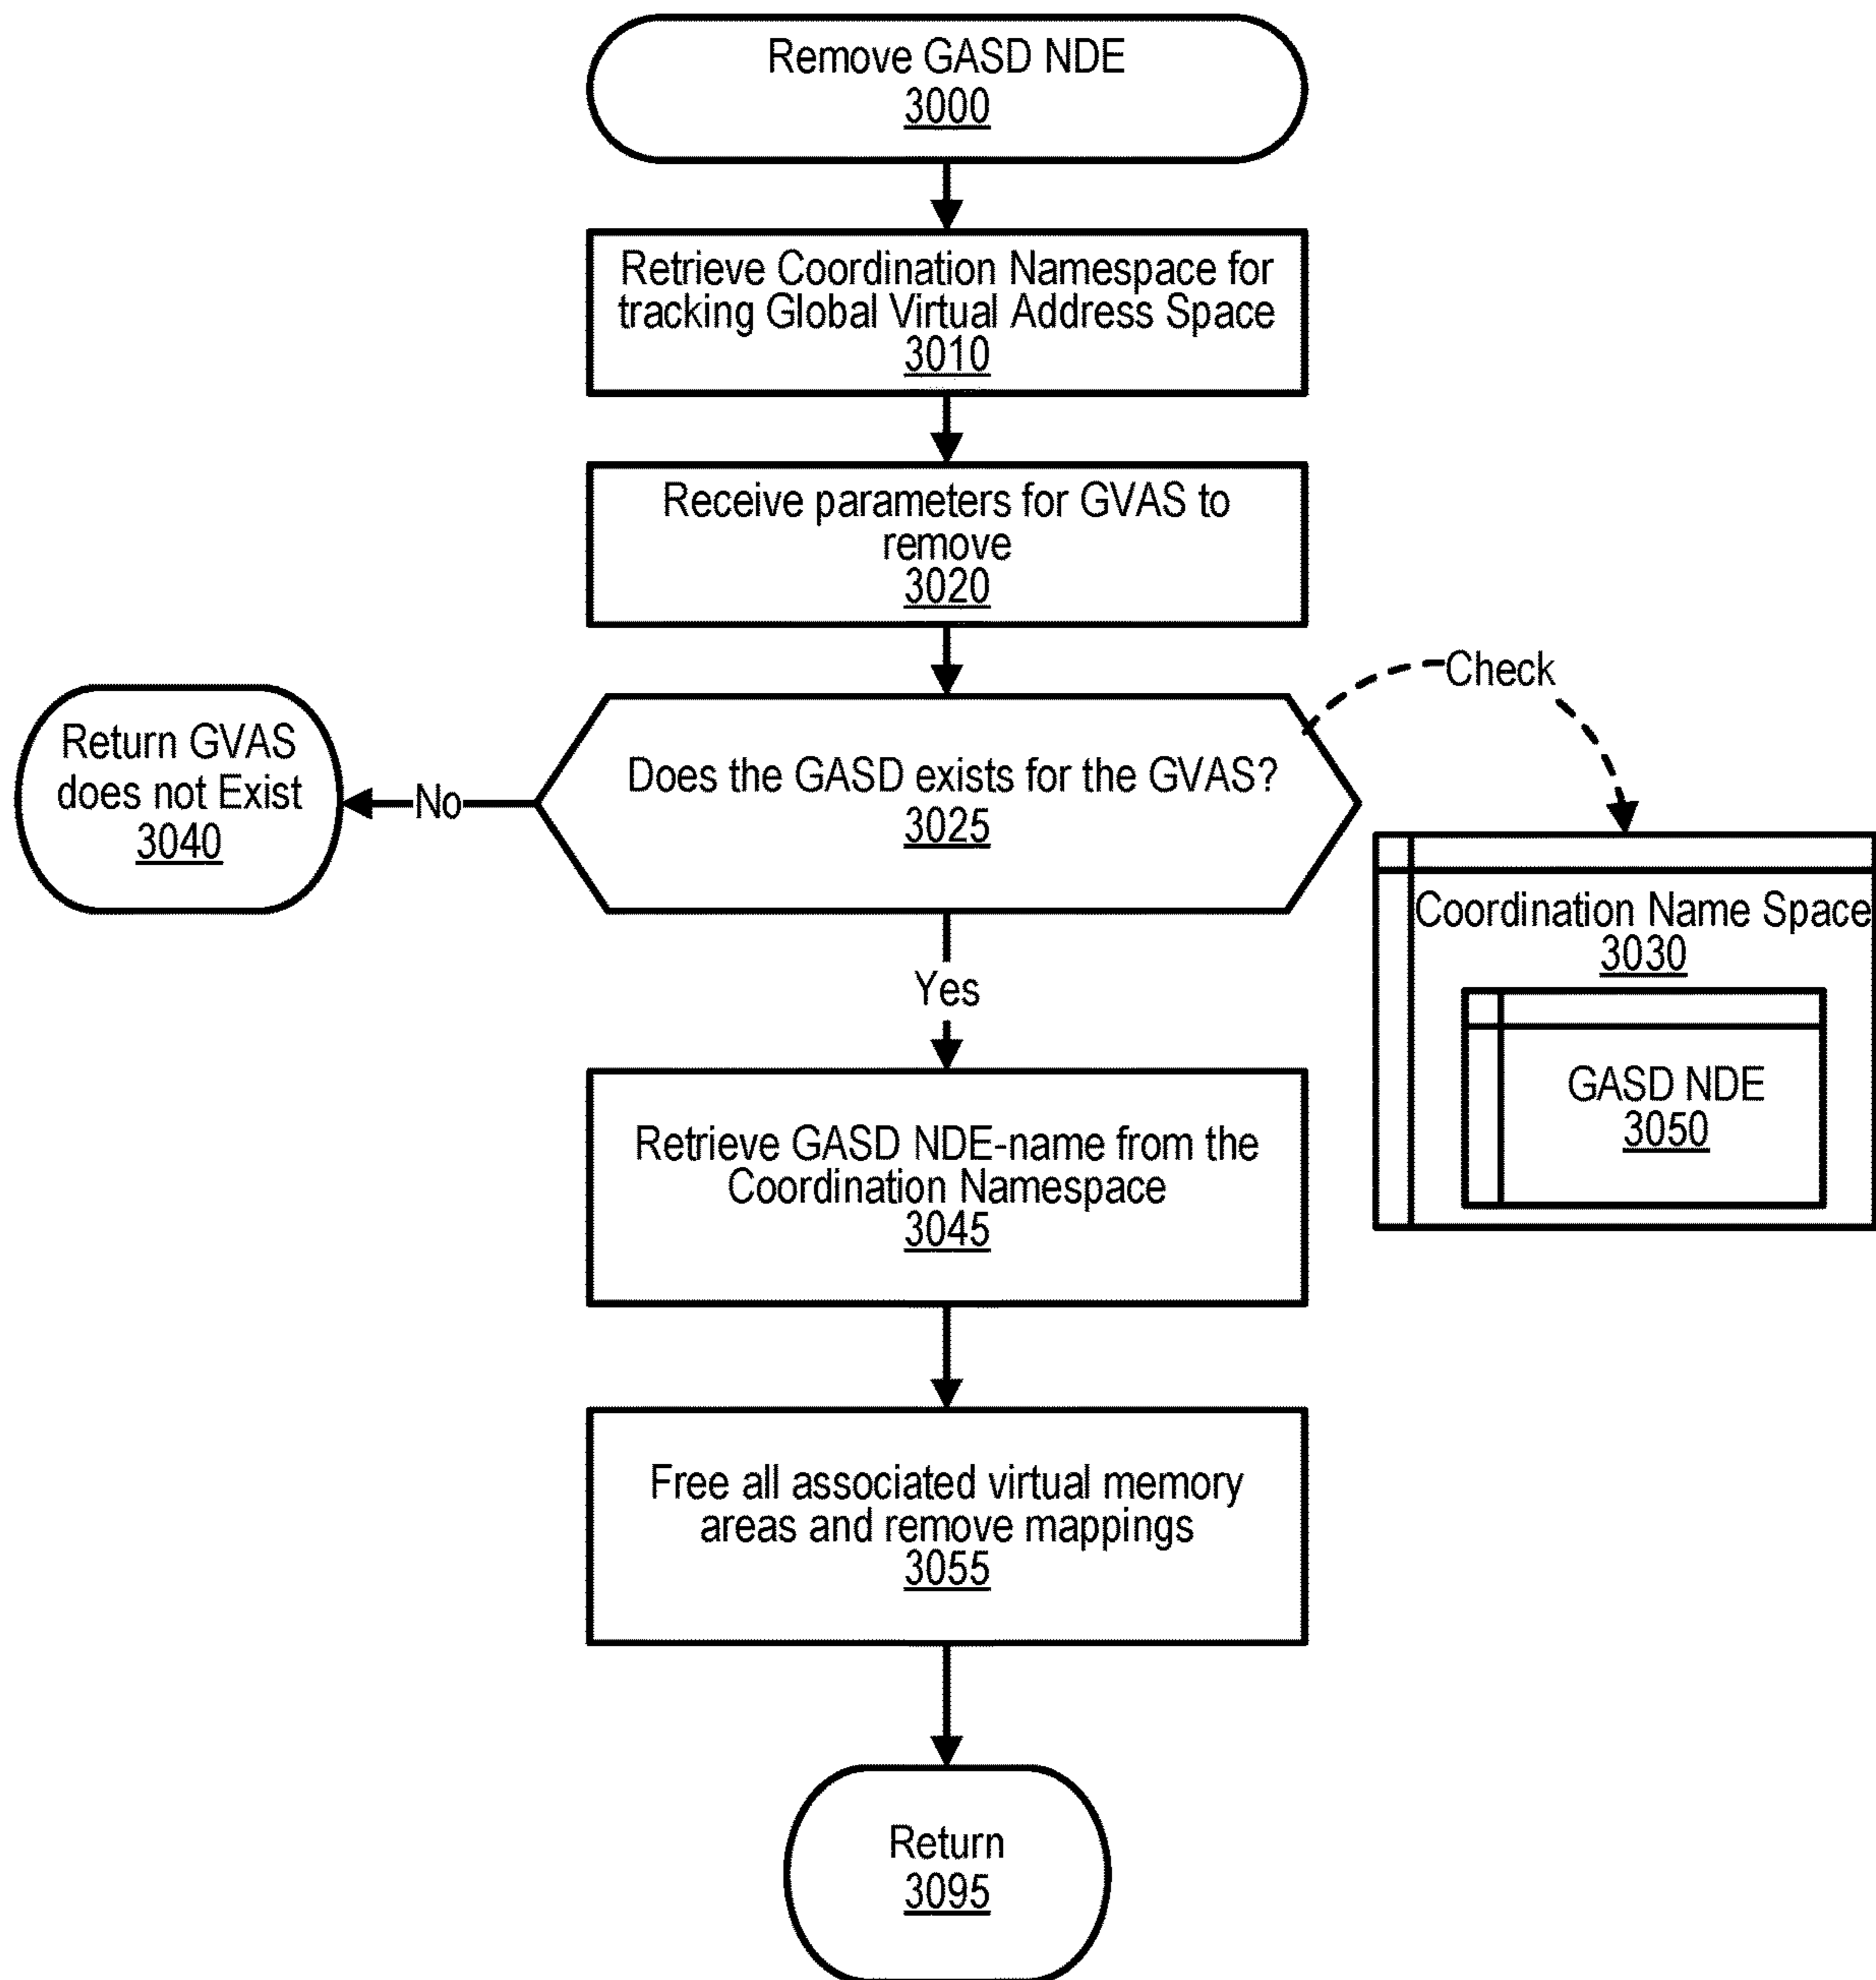 Remove GASD NDE
3000
Retrieve Coordination Namespace for
tracking Global Virtual Address Space
3010
Receive parameters for GVAS to
remove
3020
Check
Return GVAS
does not Exist
3040
No
Does the GASD exists for the GVAS?
3025
Coordination Name Space
3030
Yes
GASD NDE
3050
Retrieve GASD NDE-name from the
Coordination Namespace
3045
Free all associated virtual memory
areas and remove mappings
3055
Return
3095